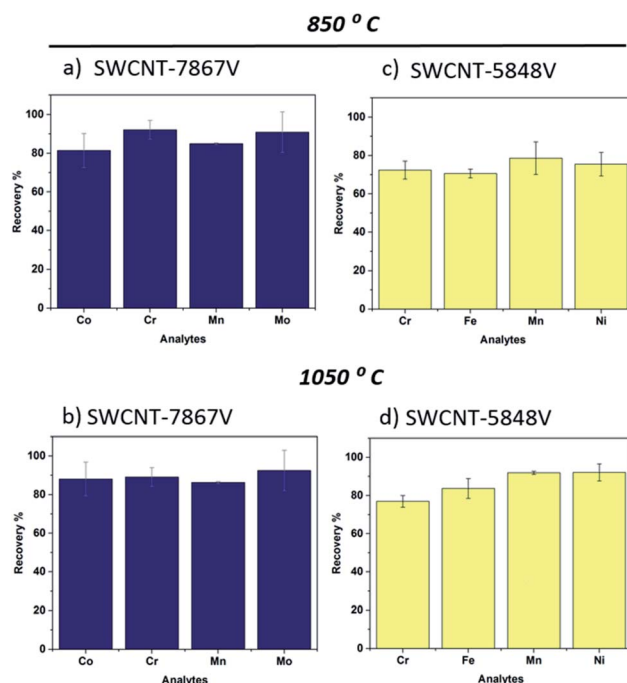 850 ° C
a) SWCNT-7867V
c) SWCNT-5848V
Recovery %
100
80
60
40
20
0
Co Cr Mn Mo
Analytes
Recovery %
100
80
60
40
20
0
Cr Fe Mn Ni
Analytes
1050 ° C
b) SWCNT-7867V
d) SWCNT-5848V
Recovery %
100
80
60
40
20
0
Co Cr Mn Mo
Analytes
Recovery %
100
80
60
40
20
0
Cr Fe Mn Ni
Analytes